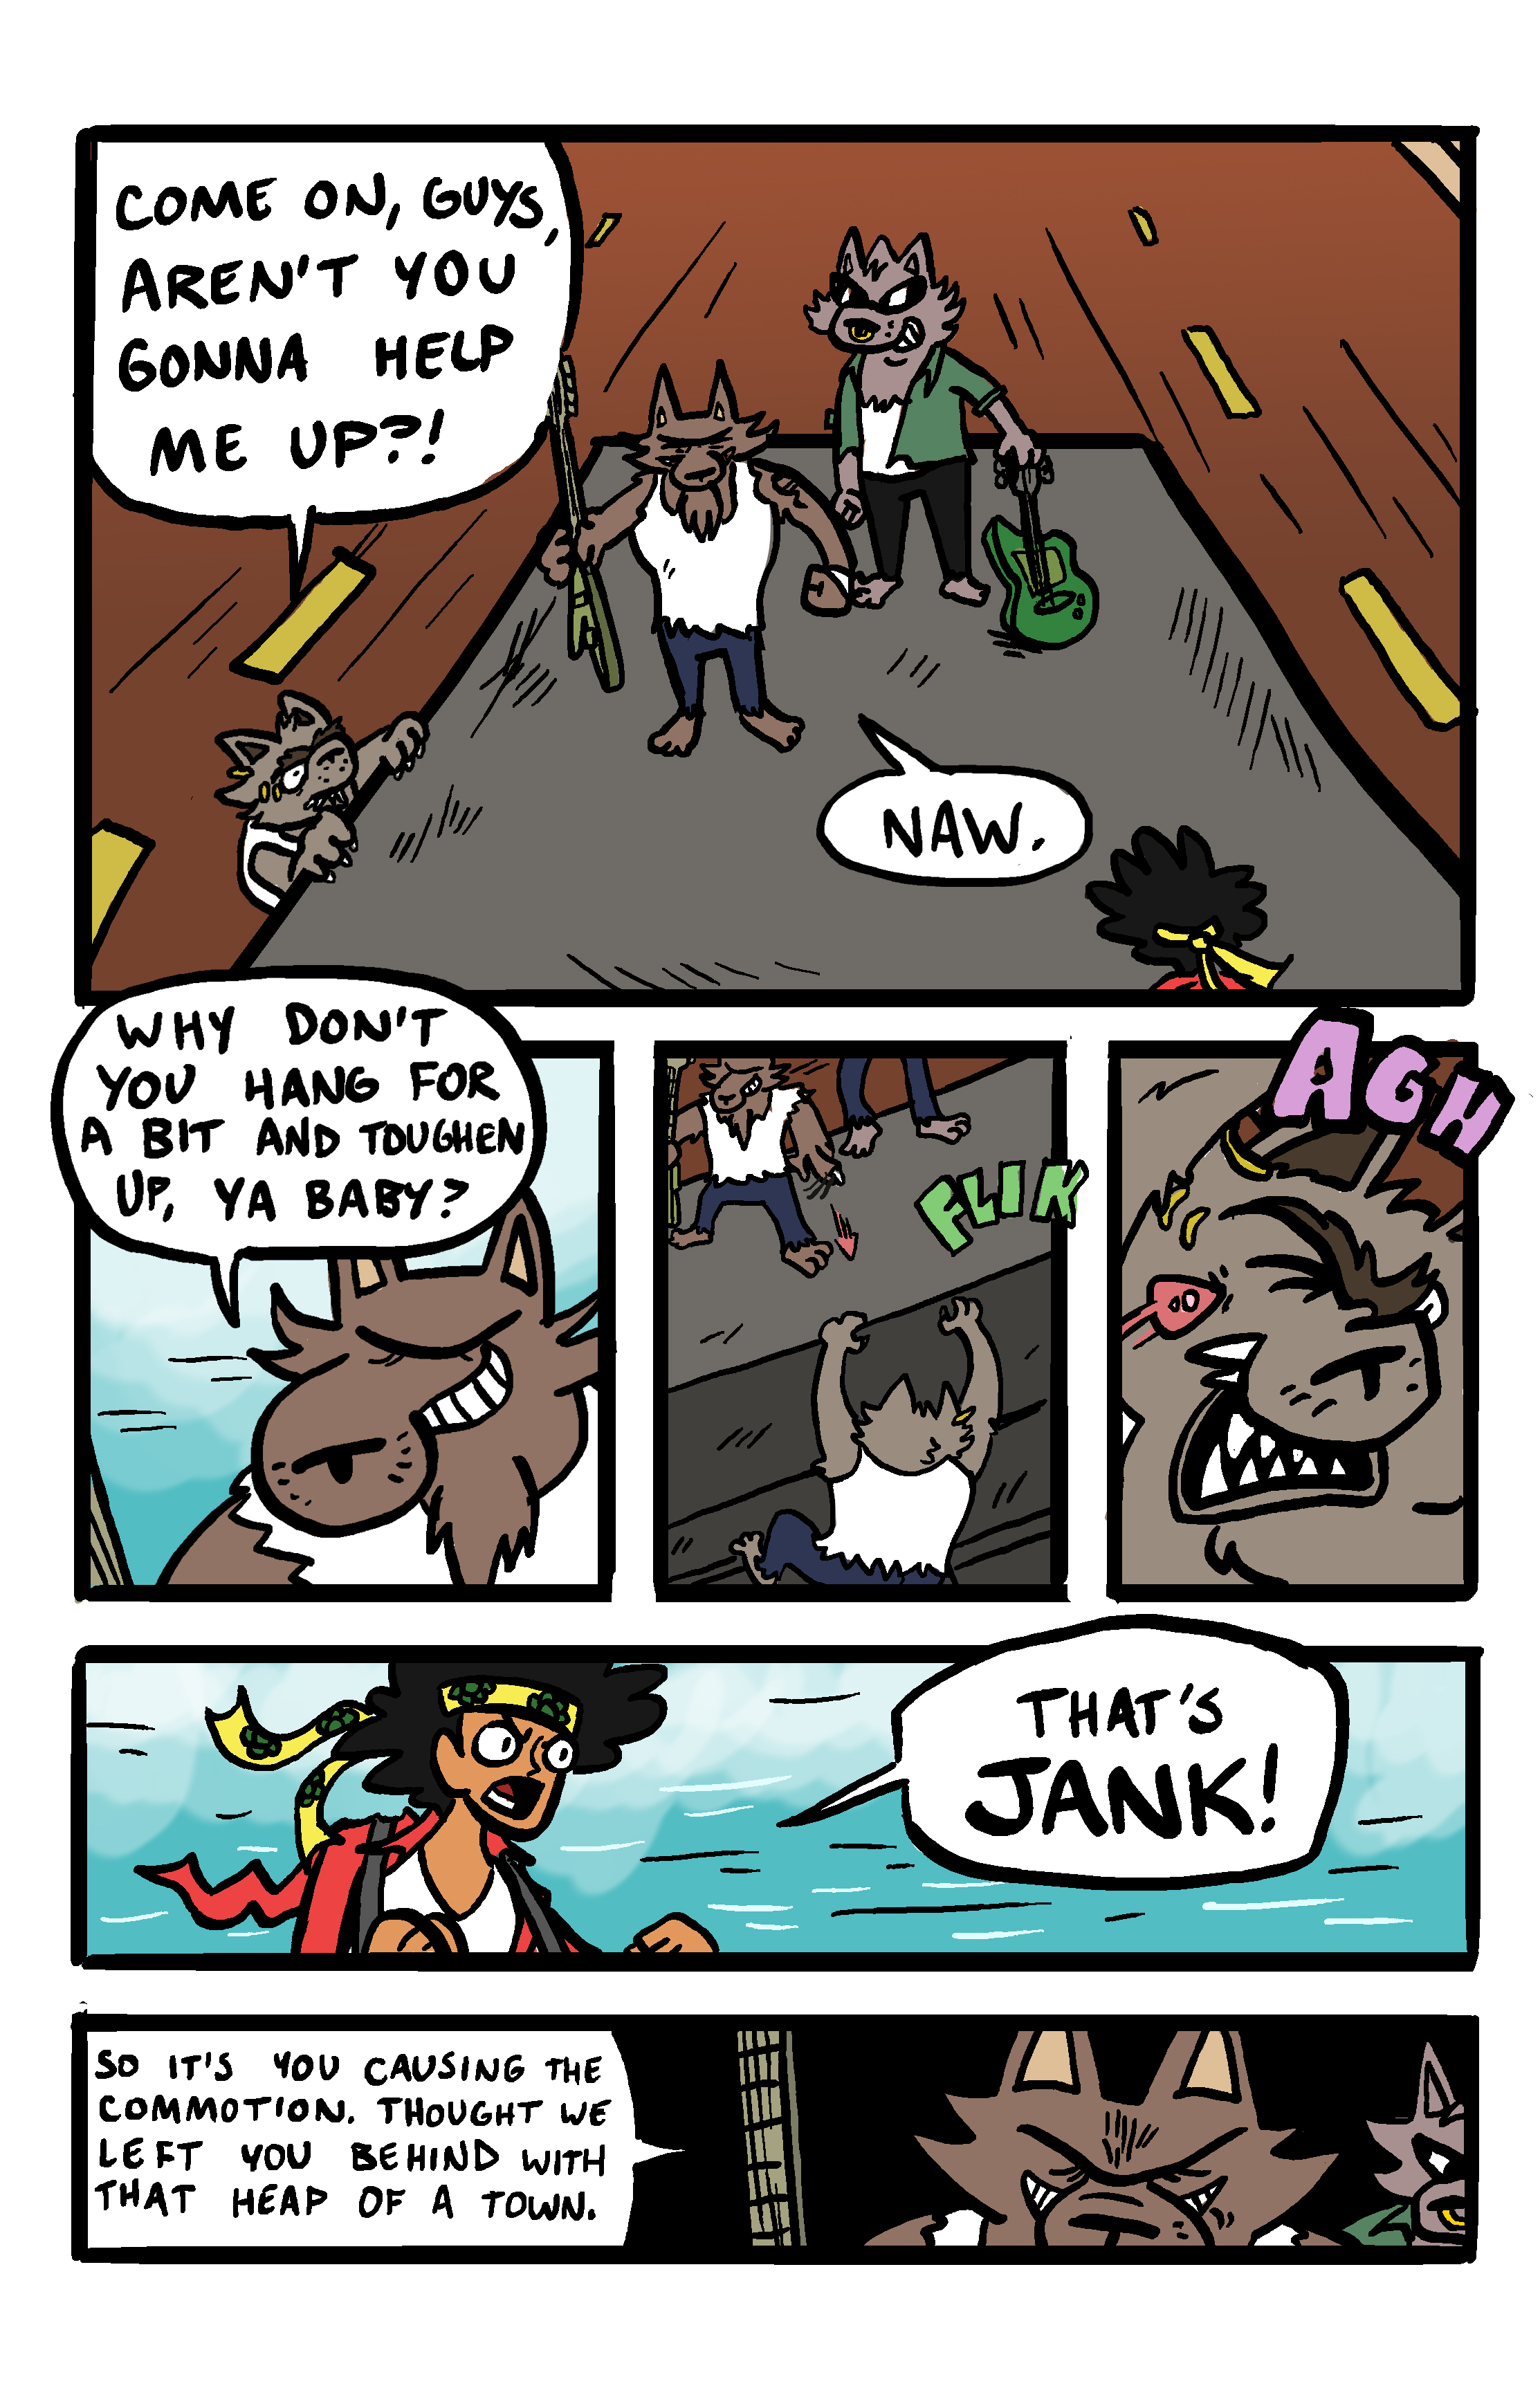 COME ON, GUYS,
AREN'T YOU
GONNA HELP
ME UP?!
NAW.
WHY DON'T
YOU HANG FOR
A BIT AND TOUGHEN
UP, YA BABY?
FLIK
AGH
THAT'S
JANK!
SO IT'S YOU CAUSING THE
COMMOTION. THOUGHT WE
LEFT YOU BEHIND WITH
THAT HEAP OF A TOWN.